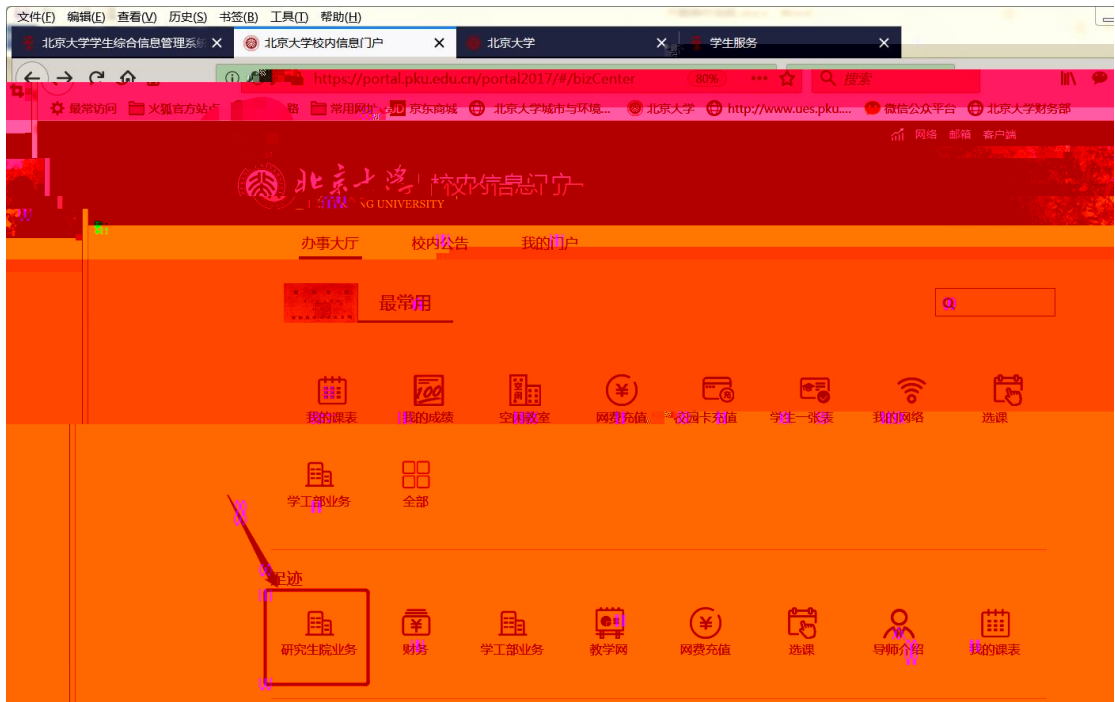 文件(F) 编辑(E) 查看(V) 历史(S) 书签(B) 工具(T) 帮助(H)
北京大学学生综合信息管理系统 北京大学校内信息门户 北京大学 学生服务
https://portal.pku.edu.cn/portal2017/#/bizCenter 80% 搜索
最常访问 火狐官方站点 常用网址 JD 京东商城 北京大学城市与环境... 北京大学 http://www.ues.pku.... 微信公众平台 北京大学财务部
网络 邮箱 客户端
北京大学 校内信息门户
UNIVERSITY
办事大厅 校内公告 我的门户
最常用
我的课表 我的成绩 空闲教室 网费充值 校园卡充值 学生一张表 我的网络 选课
学工部业务 全部
足迹
研究生院业务 财务 学工部业务 教学网 网费充值 选课 导师介绍 我的课表